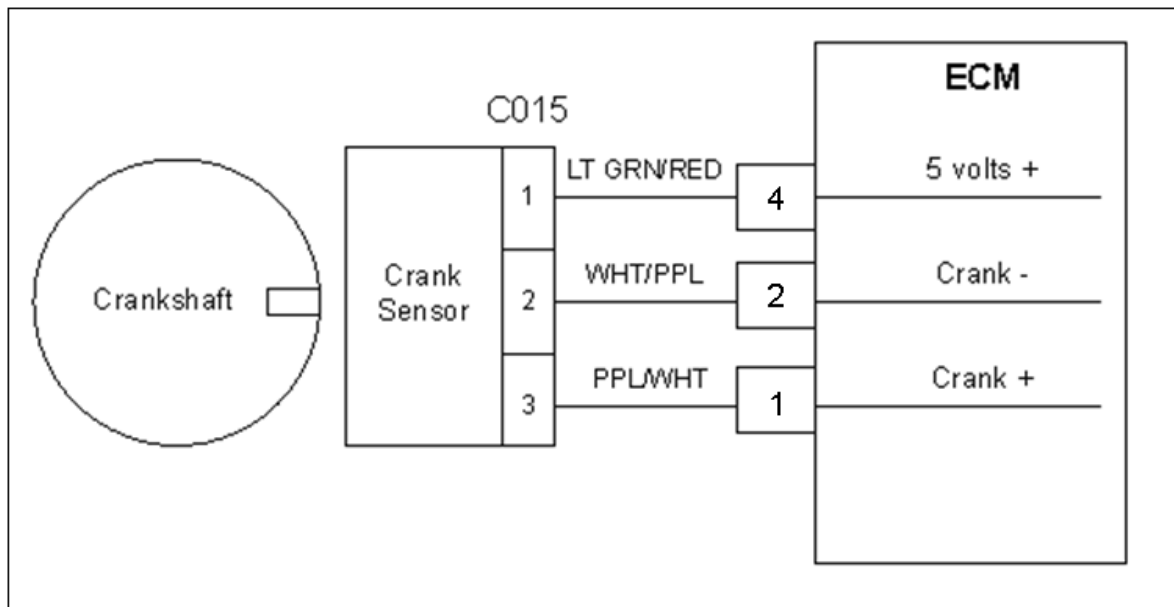 ECM
C015
LT GRN/RED
5 volts +
1
4
Crank
Sensor
WHT/PPL
Crank -
Crankshaft
2
2
PPL/WHT
Crank +
3
1